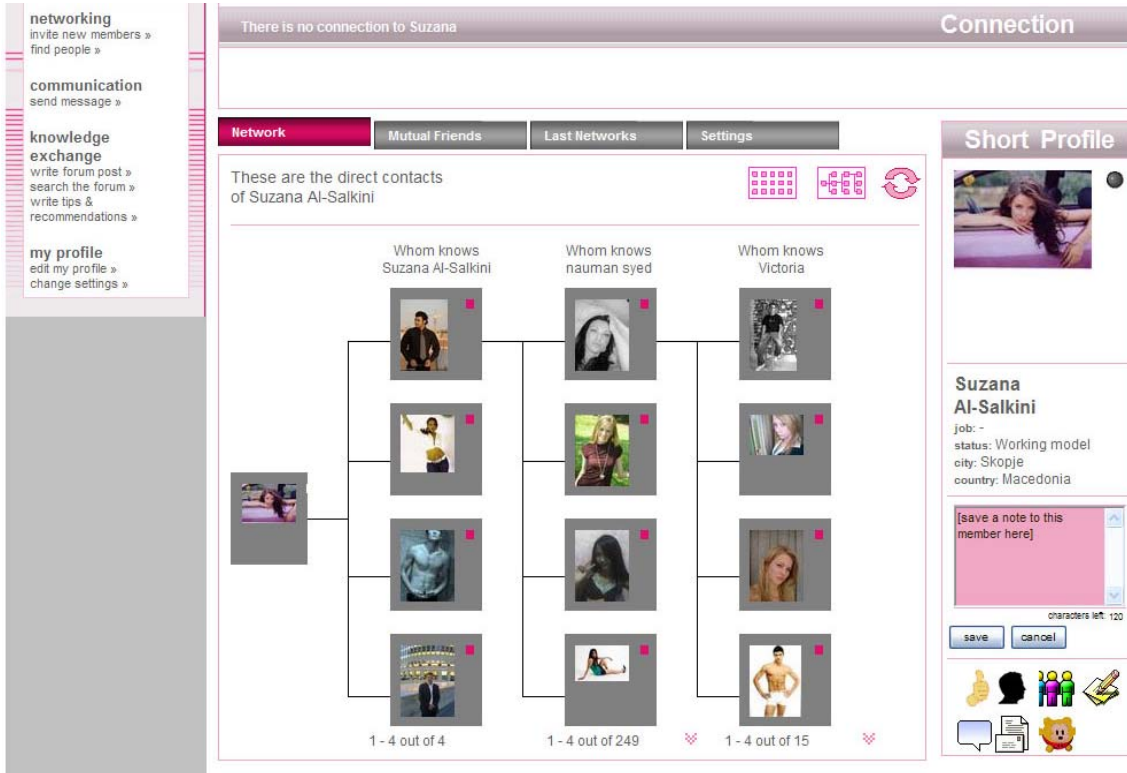 networking
invite new members »
find people »
communication
send message »
knowledge
exchange
write forum post »
search the forum »
write tips &
recommendations »
my profile
edit my profile »
change settings »
There is no connection to Suzana
Connection
Network
Mutual Friends
Last Networks
Settings
These are the direct contacts
of Suzana Al-Salkini
Whom knows
Suzana Al-Salkini
Whom knows
nauman syed
Whom knows
Victoria
1 - 4 out of 4
1 - 4 out of 249
1 - 4 out of 15
Short Profile
Suzana
Al-Salkini
job: -
status: Working model
city: Skopje
country: Macedonia
[save a note to this
member here]
characters left: 120
save
cancel